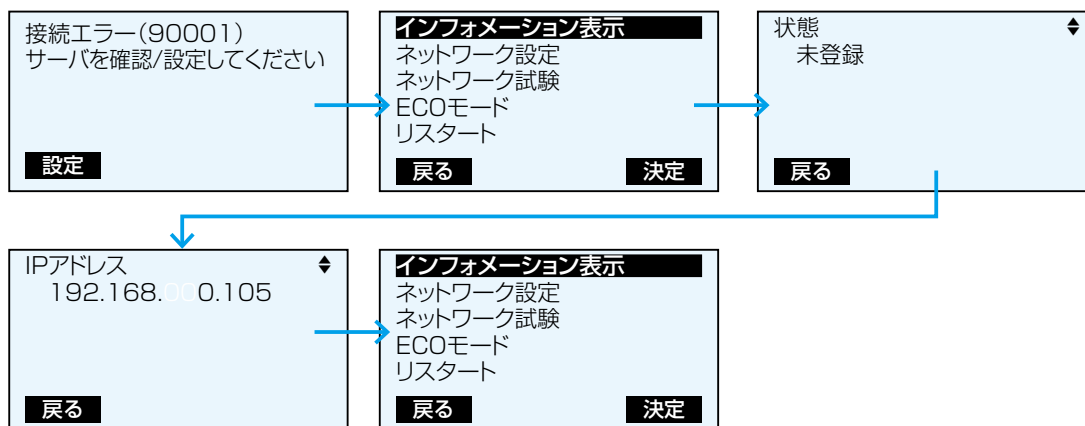 接続エラー(90001)
サーバを確認/設定してください
設定
インフォメーション表示
ネットワーク設定
ネットワーク試験
ECOモード
リスタート
戻る 決定
状態
未登録
戻る
IPアドレス
192.168.000.105
戻る
インフォメーション表示
ネットワーク設定
ネットワーク試験
ECOモード
リスタート
戻る 決定